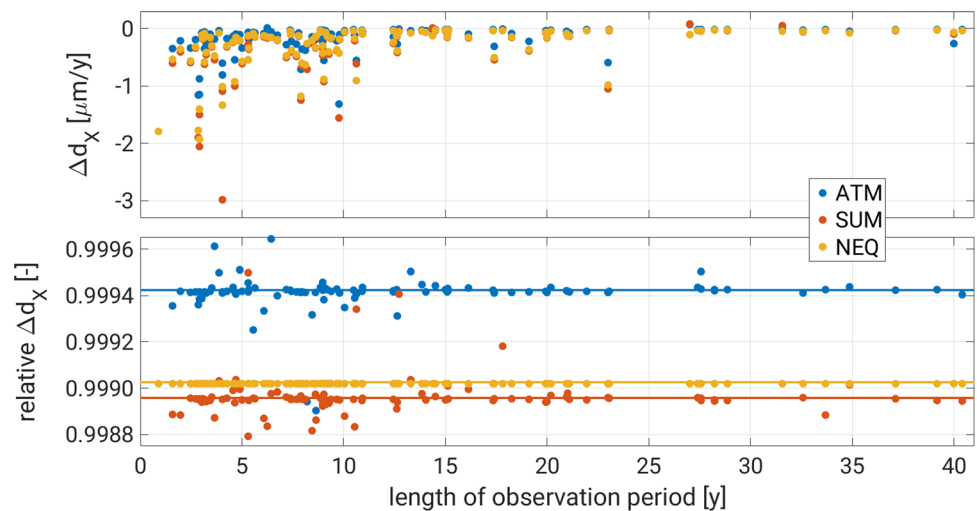 0
-1
-2
-3
Δd_X [μm/y]
ATM
SUM
NEQ
0.9996
0.9994
0.9992
0.9990
0.9988
relative Δd_X [-]
0 5 10 15 20 25 30 35 40
length of observation period [y]